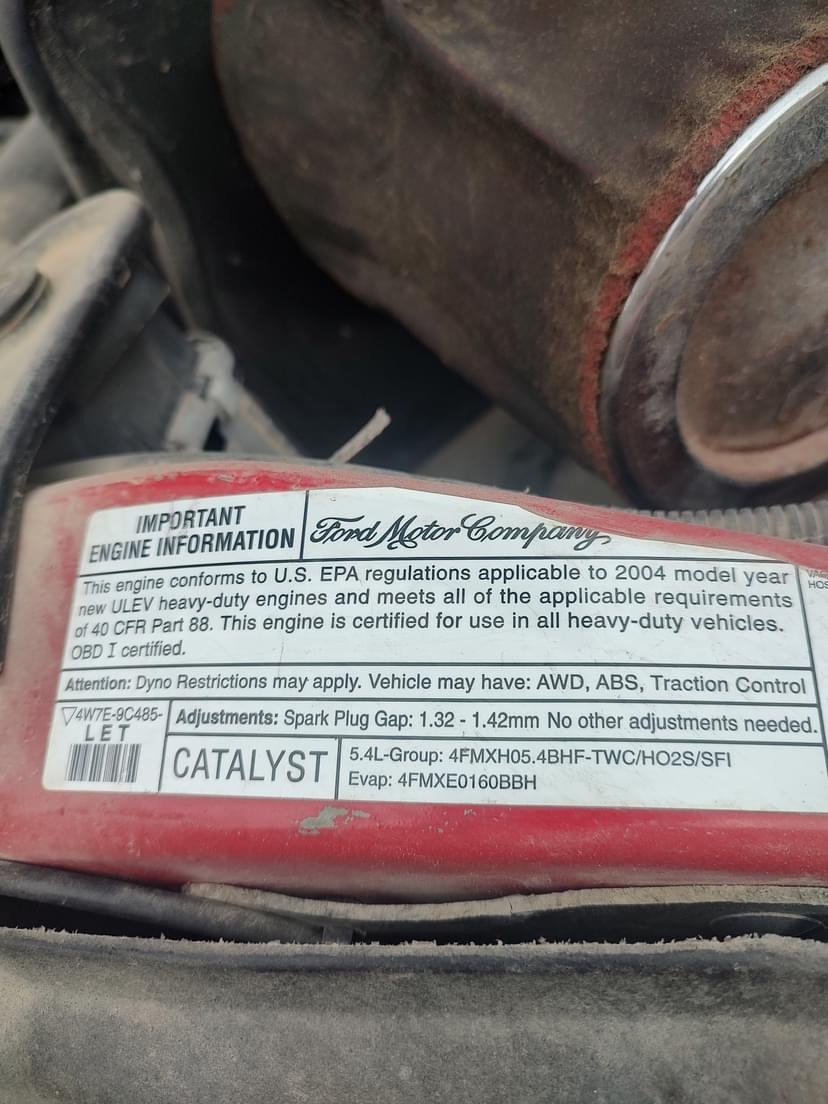 IMPORTANT
ENGINE INFORMATION
Ford Motor Company
This engine conforms to U.S. EPA regulations applicable to 2004 model year
new ULEV heavy-duty engines and meets all of the applicable requirements
of 40 CFR Part 88. This engine is certified for use in all heavy-duty vehicles.
OBD I certified.
Attention: Dyno Restrictions may apply. Vehicle may have: AWD, ABS, Traction Control
▽4W7E-9C485-
LET
Adjustments: Spark Plug Gap: 1.32 - 1.42mm No other adjustments needed.
CATALYST
5.4L-Group: 4FMXH05.4BHF-TWC/HO2S/SFI
Evap: 4FMXE0160BBH